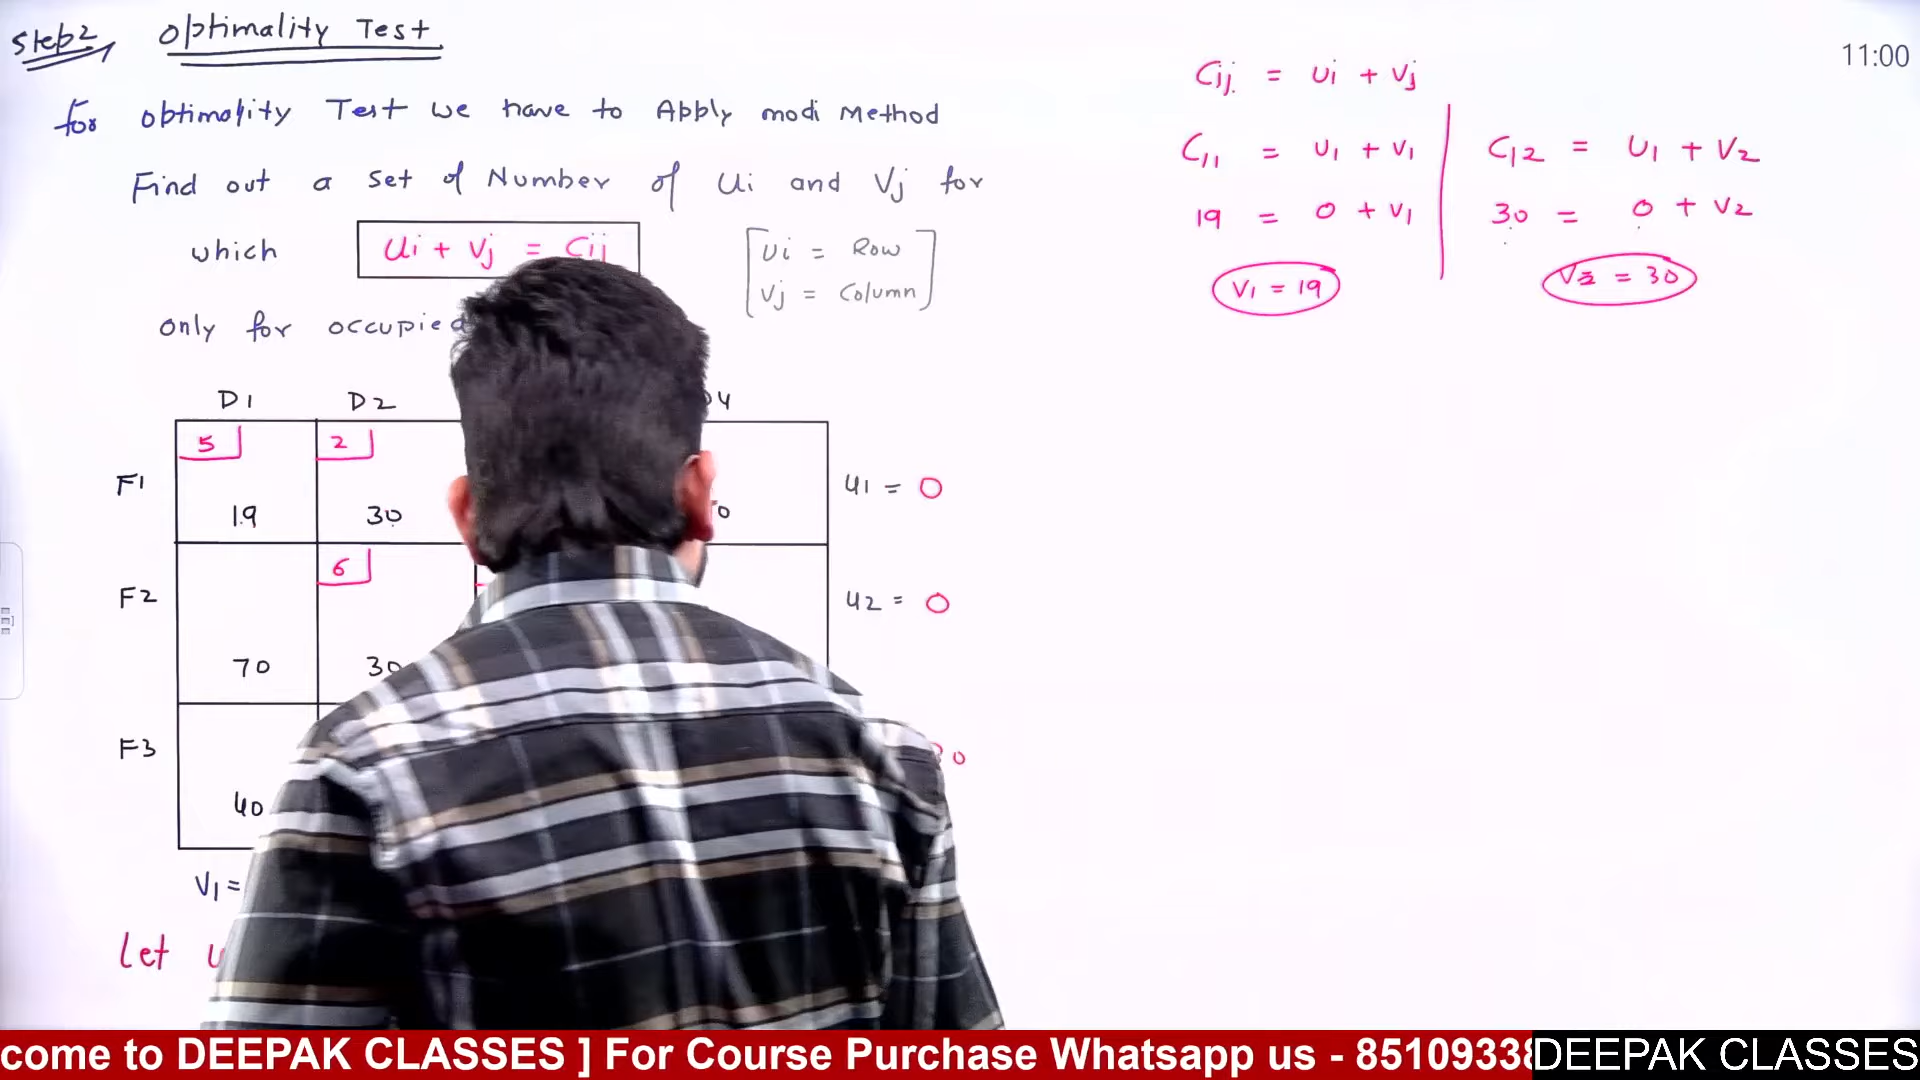 Step2 Optimality Test
11:00
For optimality Test we have to Apply modi Method
Find out a set of Number of Ui and Vj for
which Ui + Vj = Cij [ Ui = Row
Vj = Column ]
only for occupied
Cij = Ui + Vj
C11 = U1 + V1
19 = 0 + V1
V1 = 19
C12 = U1 + V2
30 = 0 + V2
V2 = 30
D1 D2 D4
5 2
F1 19 30 U1 = 0
6
F2 70 30 U2 = 0
F3 40
V1 =
Let
come to DEEPAK CLASSES ] For Course Purchase Whatsapp us - 8510933
DEEPAK CLASSES